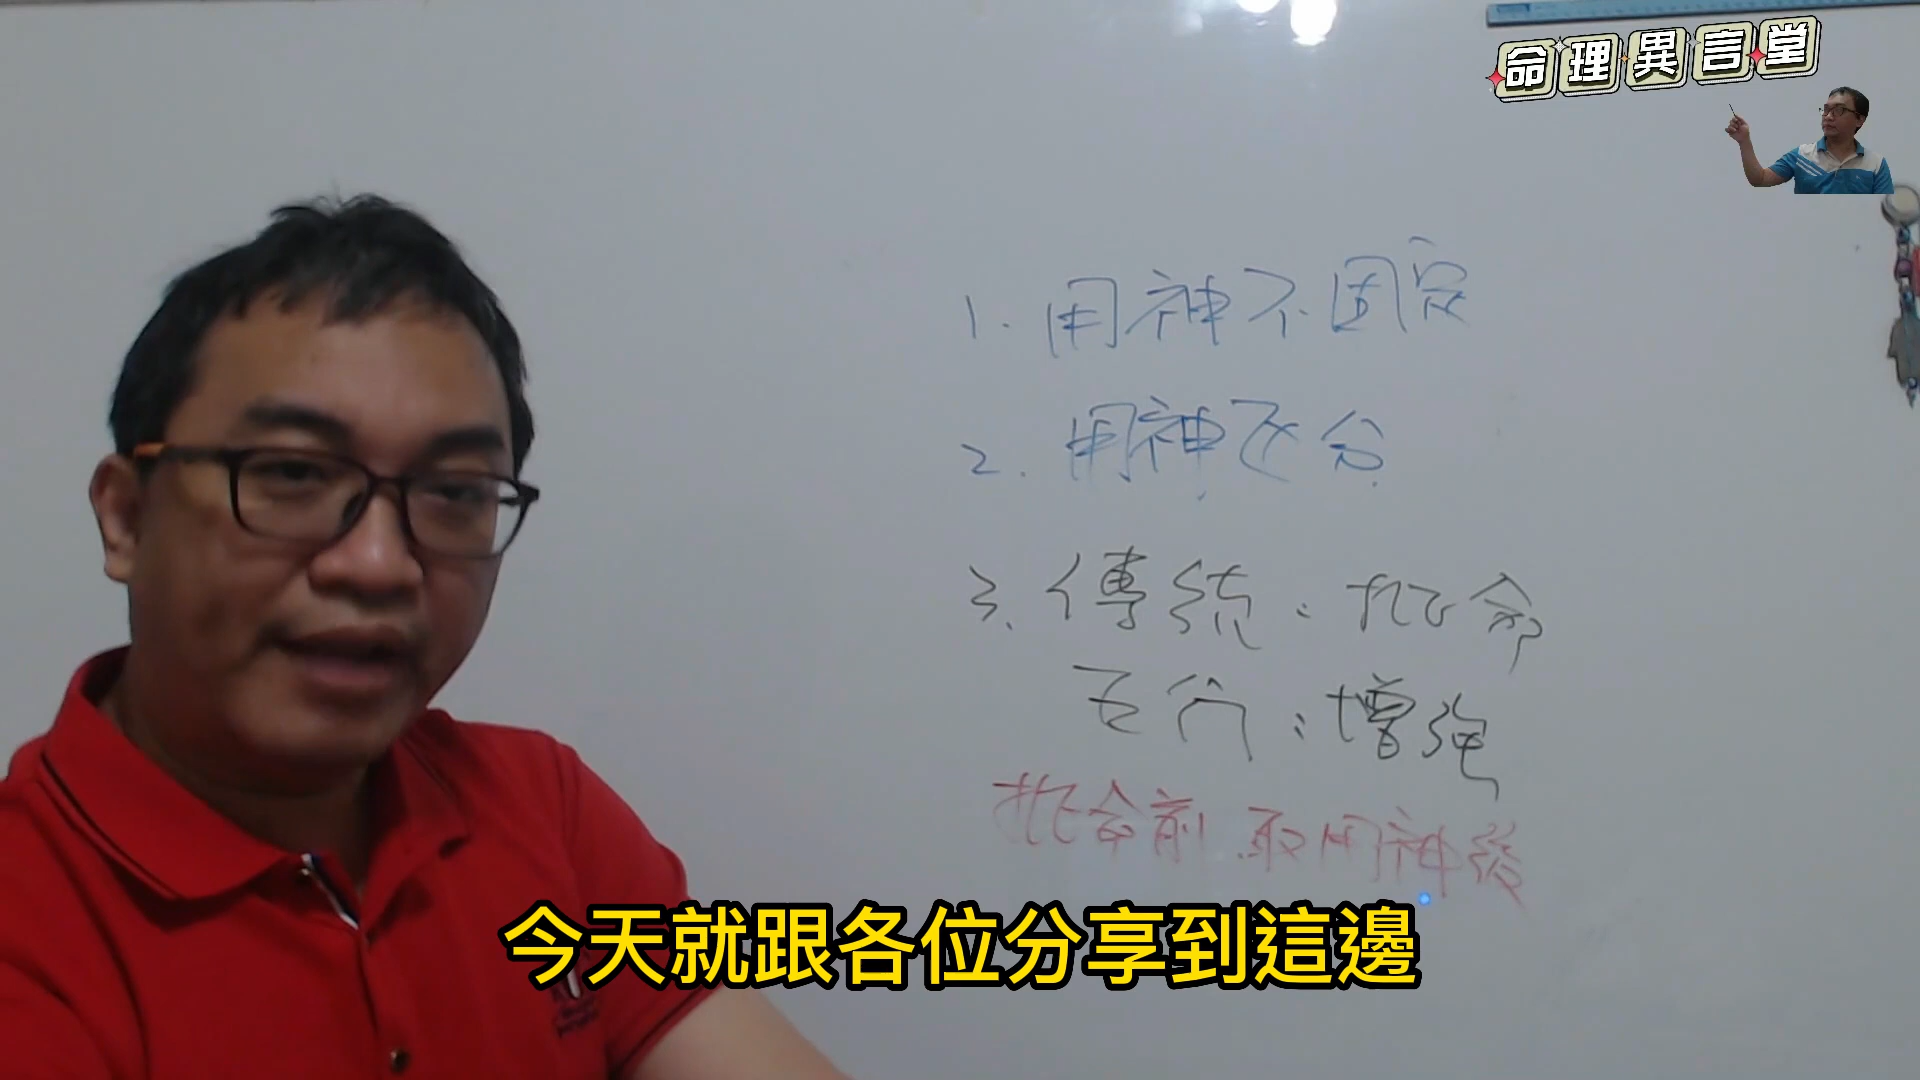 命理異言堂
1. 用神不固定
2. 用神分
3. 傳統:批命
五行:增強
批命前 取用神後
今天就跟各位分享到這邊